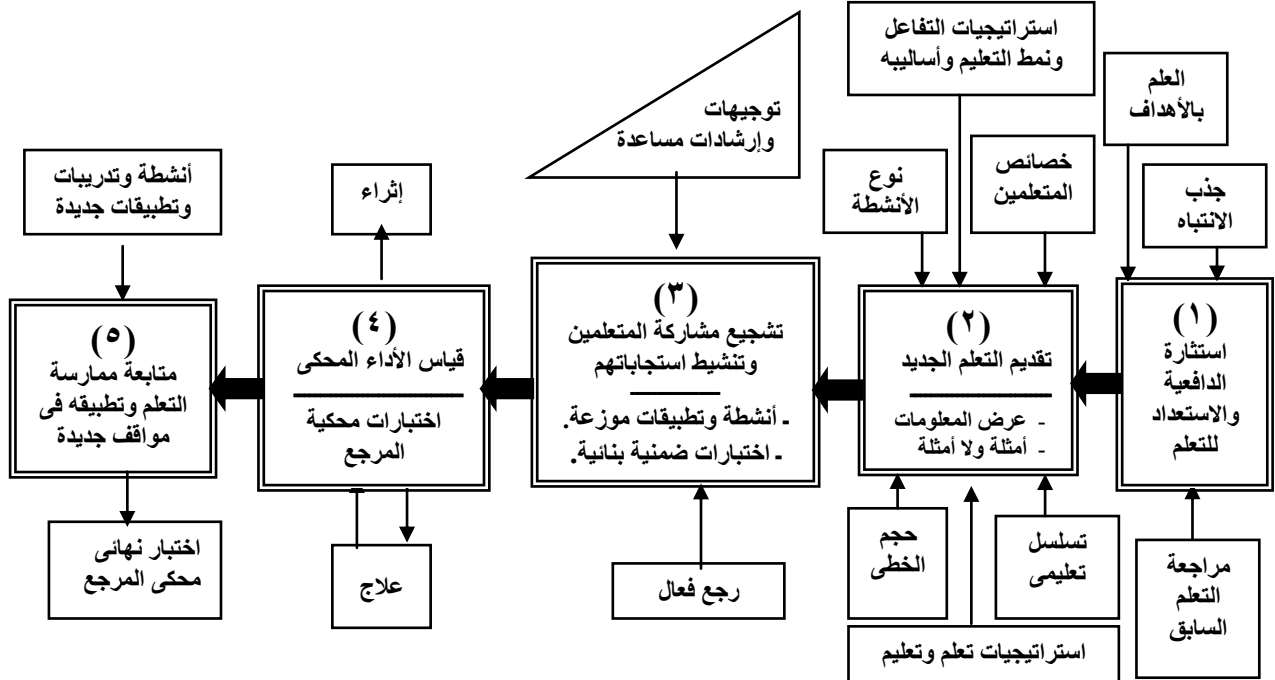 العلم
بالأهداف
جذب
الانتباه
(١)
استثارة
الدافعية
والاستعداد
للتعلم
مراجعة
التعلم
السابق
استراتيجيات التفاعل
ونمط التعليم وأساليبه
خصائص
المتعلمين
نوع
الأنشطة
(٢)
تقديم التعلم الجديد
- عرض المعلومات
- أمثلة ولا أمثلة
تسلسل
تعليمى
حجم
الخطى
استراتيجيات تعلم وتعليم
توجيهات
وإرشادات مساعدة
(٣)
تشجيع مشاركة المتعلمين
وتنشيط استجاباتهم
ـ أنشطة وتطبيقات موزعة.
ـ اختبارات ضمنية بنائية.
رجع فعال
إثراء
(٤)
قياس الأداء المحكى
اختبارات محكية
المرجع
علاج
أنشطة وتدريبات
وتطبيقات جديدة
(٥)
متابعة ممارسة
التعلم وتطبيقه فى
مواقف جديدة
اختبار نهائى
محكى المرجع